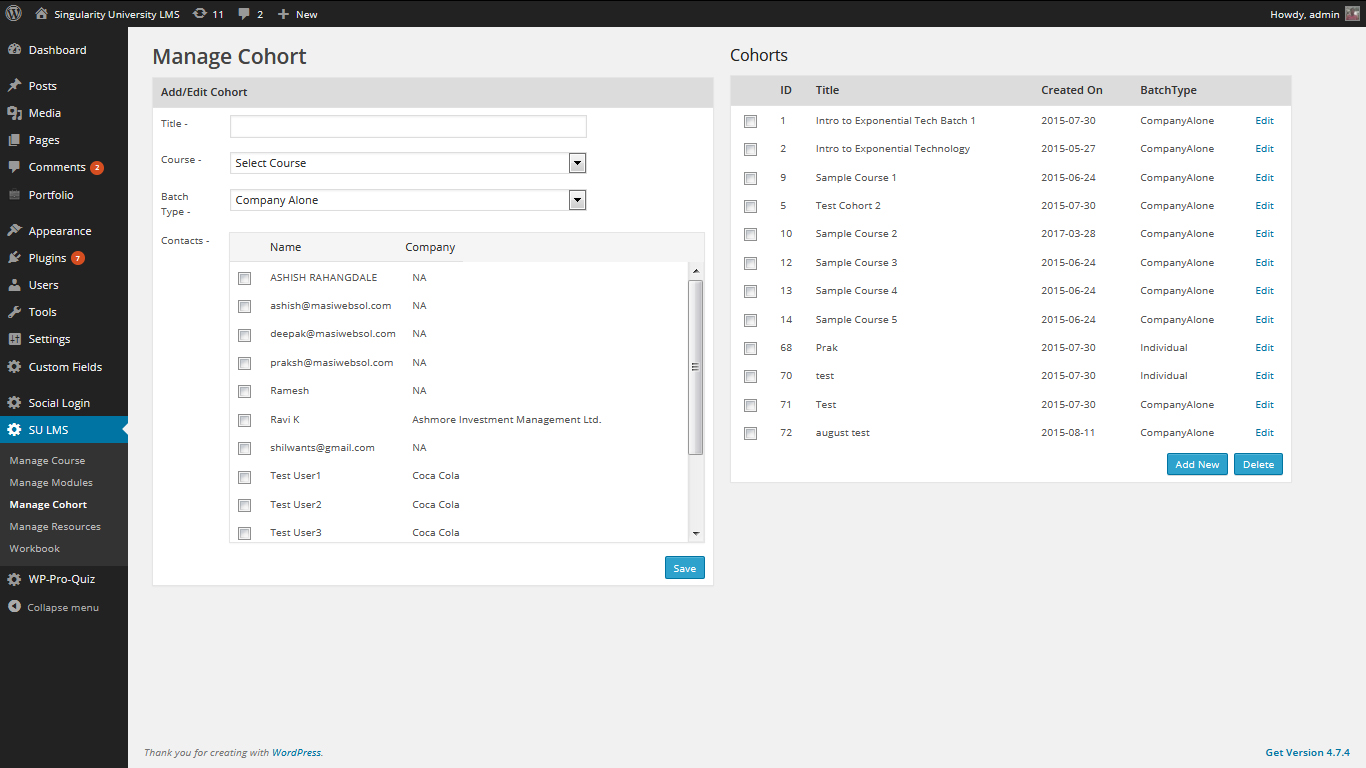 Singularity University LMS 11 2 New Howdy, admin
Dashboard
Posts
Media
Pages
Comments 2
Portfolio
Appearance
Plugins 7
Users
Tools
Settings
Custom Fields
Social Login
SU LMS
Manage Course
Manage Modules
Manage Cohort
Manage Resources
Workbook
WP-Pro-Quiz
Collapse menu
Manage Cohort
Add/Edit Cohort
Title -
Course - Select Course
Batch Type - Company Alone
Contacts -
Name Company
ASHISH RAHANGDALE NA
ashish@masiwebsol.com NA
deepak@masiwebsol.com NA
praksh@masiwebsol.com NA
Ramesh NA
Ravi K Ashmore Investment Management Ltd.
shilwants@gmail.com NA
Test User1 Coca Cola
Test User2 Coca Cola
Test User3 Coca Cola
Save
Cohorts
ID Title Created On BatchType
1 Intro to Exponential Tech Batch 1 2015-07-30 CompanyAlone Edit
2 Intro to Exponential Technology 2015-05-27 CompanyAlone Edit
9 Sample Course 1 2015-06-24 CompanyAlone Edit
5 Test Cohort 2 2015-07-30 CompanyAlone Edit
10 Sample Course 2 2017-03-28 CompanyAlone Edit
12 Sample Course 3 2015-06-24 CompanyAlone Edit
13 Sample Course 4 2015-06-24 CompanyAlone Edit
14 Sample Course 5 2015-06-24 CompanyAlone Edit
68 Prak 2015-07-30 Individual Edit
70 test 2015-07-30 Individual Edit
71 Test 2015-07-30 CompanyAlone Edit
72 august test 2015-08-11 CompanyAlone Edit
Add New Delete
Thank you for creating with WordPress. Get Version 4.7.4